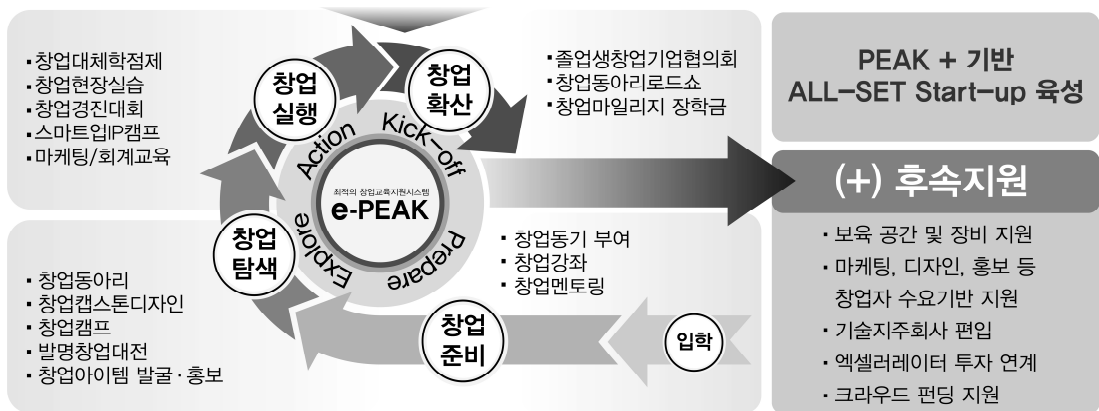 · 창업대체학점제
· 창업현장실습
· 창업경진대회
· 스마트업IP캠프
· 마케팅/회계교육
창업
실행
창업
확산
· 졸업생창업기업협의회
· 창업동아리로드쇼
· 창업마일리지 장학금
Action
Kick-off
최적의 창업교육지원시스템
e-PEAK
Explore
Prepare
창업
탐색
· 창업동기 부여
· 창업강좌
· 창업멘토링
· 창업동아리
· 창업캡스톤디자인
· 창업캠프
· 발명창업대전
· 창업아이템 발굴 · 홍보
창업
준비
입학
PEAK + 기반
ALL-SET Start-up 육성
(+) 후속지원
· 보육 공간 및 장비 지원
· 마케팅, 디자인, 홍보 등
창업자 수요기반 지원
· 기술지주회사 편입
· 엑셀러레이터 투자 연계
· 크라우드 펀딩 지원